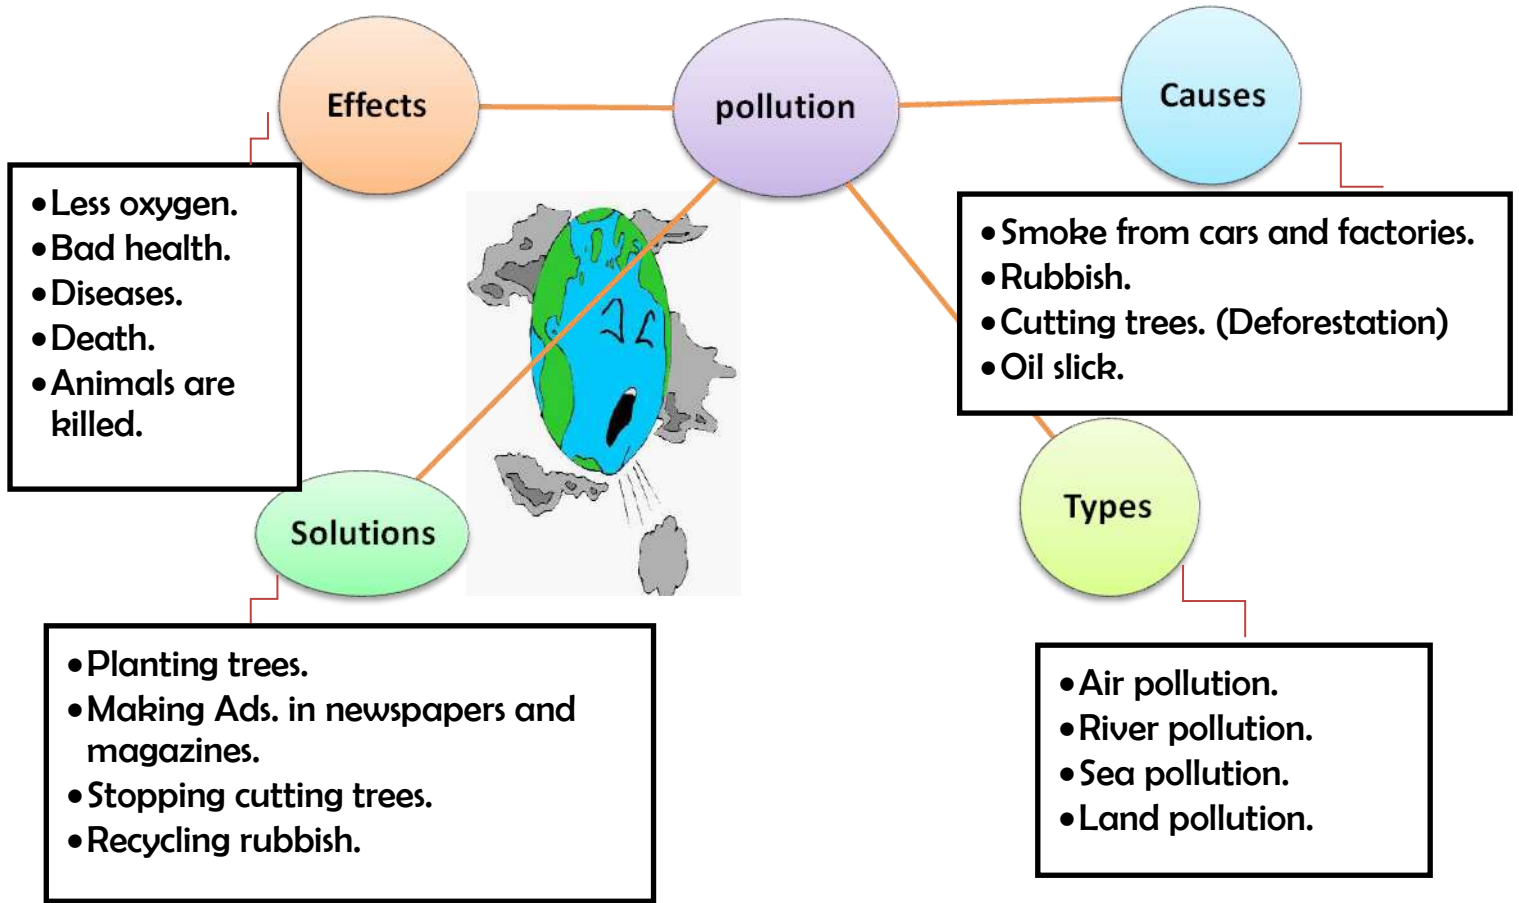 Effects
pollution
Causes
•Less oxygen.
•Bad health.
•Diseases.
•Death.
•Animals are
killed.
•Smoke from cars and factories.
•Rubbish.
•Cutting trees. (Deforestation)
•Oil slick.
Solutions
Types
•Planting trees.
•Making Ads. in newspapers and
magazines.
•Stopping cutting trees.
•Recycling rubbish.
•Air pollution.
•River pollution.
•Sea pollution.
•Land pollution.